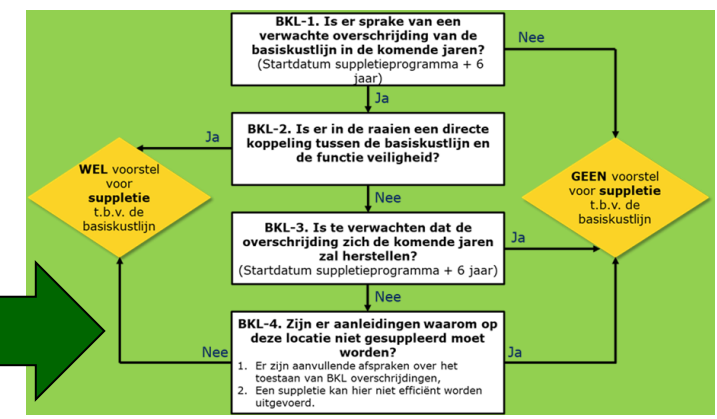 BKL-1. Is er sprake van een
verwachte overschrijding van de
basiskustlijn in de komende jaren?
(Startdatum suppletieprogramma + 6
jaar)
Nee
Ja
BKL-2. Is er in de raaien een directe
koppeling tussen de basiskustlijn en
de functie veiligheid?
Ja
Nee
WEL voorstel
voor
suppletie
t.b.v. de
basiskustlijn
GEEN voorstel
voor suppletie
t.b.v. de
basiskustlijn
BKL-3. Is te verwachten dat de
overschrijding zich de komende jaren
zal herstellen?
(Startdatum suppletieprogramma + 6 jaar)
Ja
Nee
BKL-4. Zijn er aanleidingen waarom op
deze locatie niet gesuppleerd moet
worden?
1. Er zijn aanvullende afspraken over het
toestaan van BKL overschrijdingen,
2. Een suppletie kan hier niet efficiënt worden
uitgevoerd.
Nee
Ja